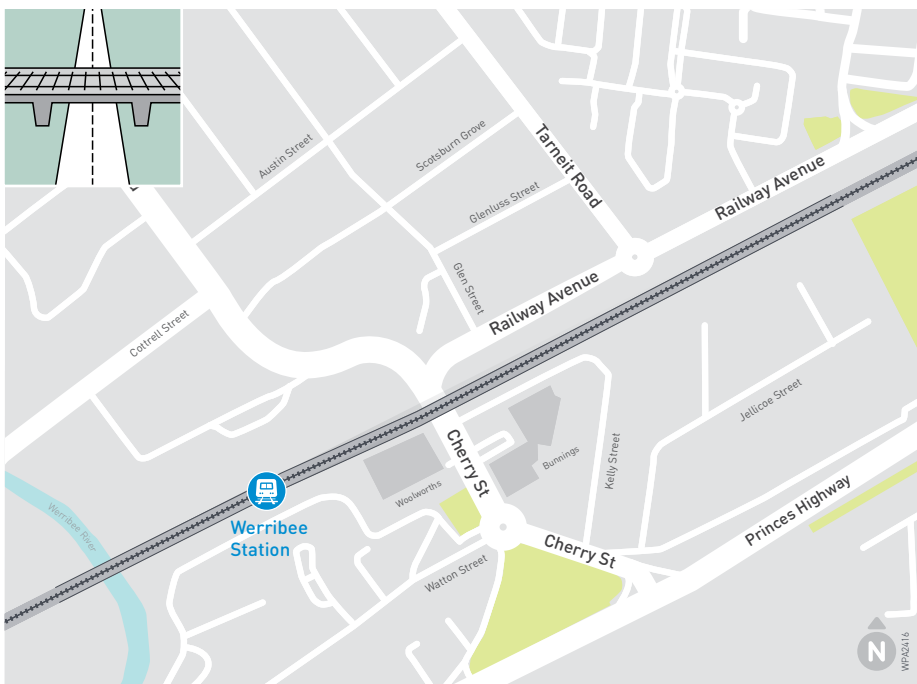 Austin Street
Scotsburn Grove
Tarneit Road
Railway Avenue
Glenluss Street
Glen Street
Railway Avenue
Cottrell Street
Jellicoe Street
Cherry St
Kelly Street
Bunnings
Woolworths
Werribee
Station
Werribee River
Princes Highway
Cherry St
Watton Street
N
WPA2416